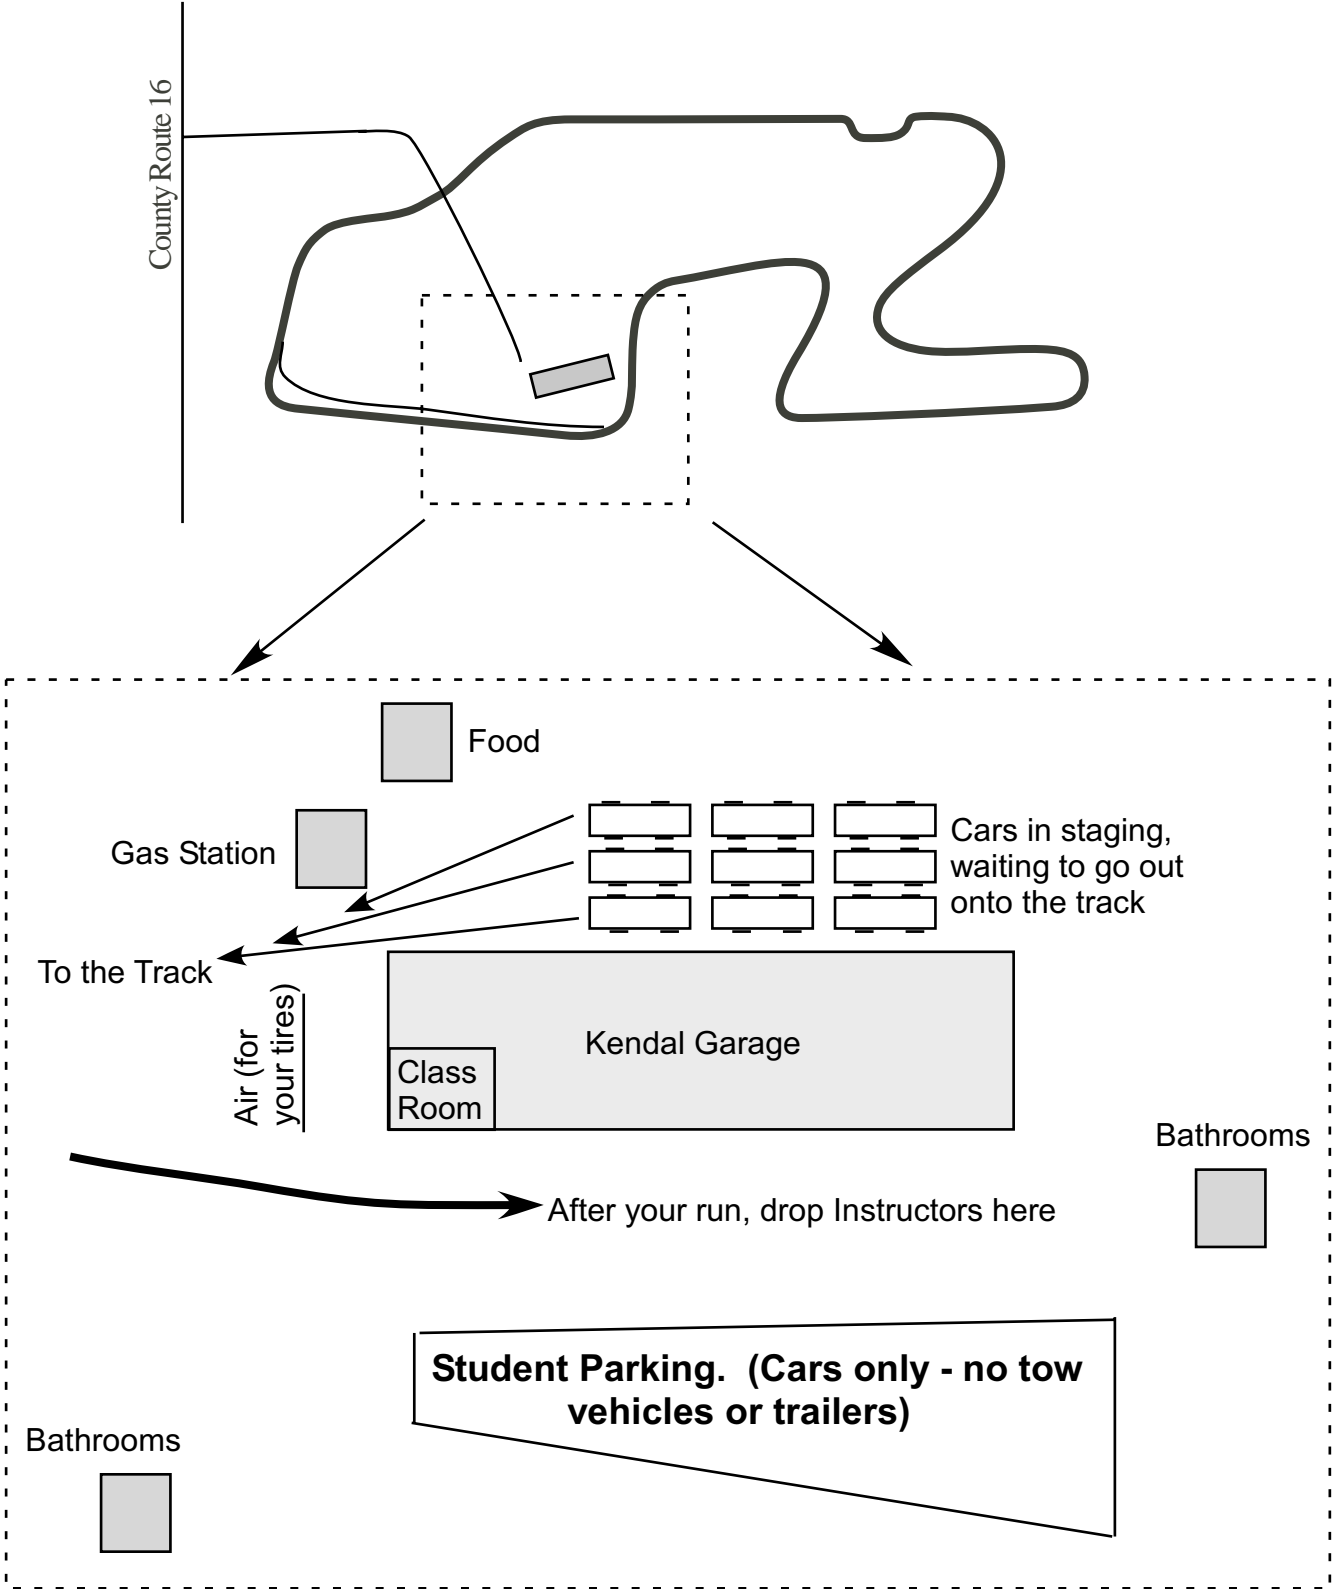 County Route 16
Food
Gas Station
Cars in staging,
waiting to go out
onto the track
To the Track
Air (for
your tires)
Kendal Garage
Class
Room
Bathrooms
After your run, drop Instructors here
Student Parking.  (Cars only - no tow
vehicles or trailers)
Bathrooms